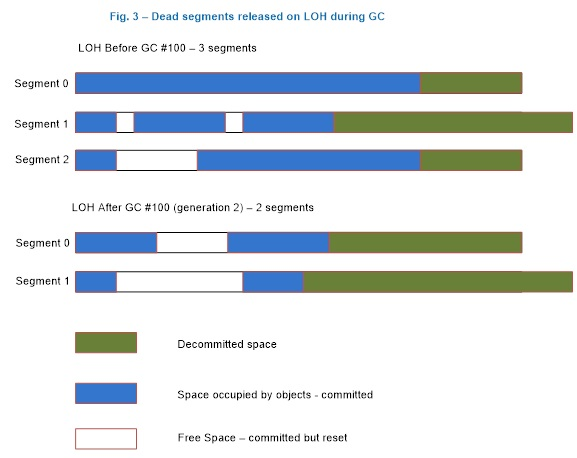 Fig. 3 – Dead segments released on LOH during GC
LOH Before GC #100 – 3 segments
Segment 0
Segment 1
Segment 2
LOH After GC #100 (generation 2) – 2 segments
Segment 0
Segment 1
Decommitted space
Space occupied by objects - committed
Free Space – committed but reset